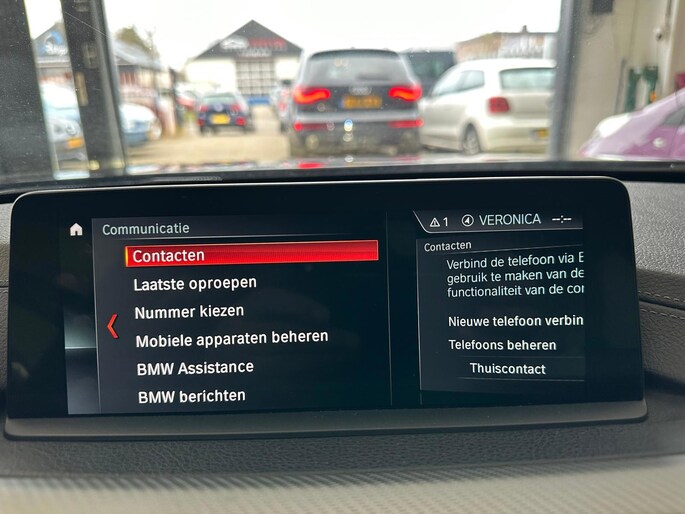 Communicatie
Contacten
Laatste oproepen
Nummer kiezen
Mobiele apparaten beheren
BMW Assistance
BMW berichten
1 VERONICA --:--
Contacten
Verbind de telefoon via
gebruik te maken van de
functionaliteit van de
Nieuwe telefoon
Telefoons beheren
Thuiscontact